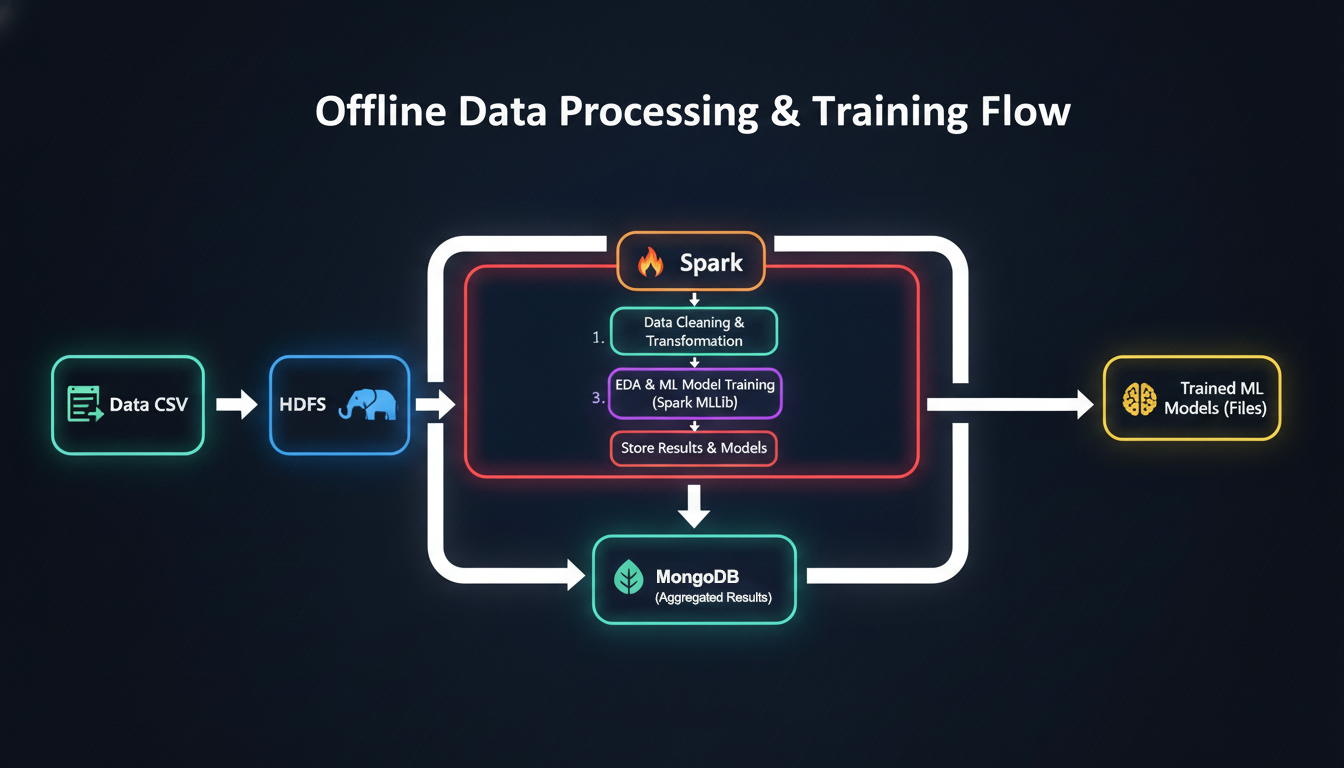 Offline Data Processing & Training Flow
Spark
1.
Data Cleaning &
Transformation
3.
EDA & ML Model Training
(Spark MLLib)
Store Results & Models
Data CSV
HDFS
Trained ML
Models (Files)
MongoDB
(Aggregated Results)